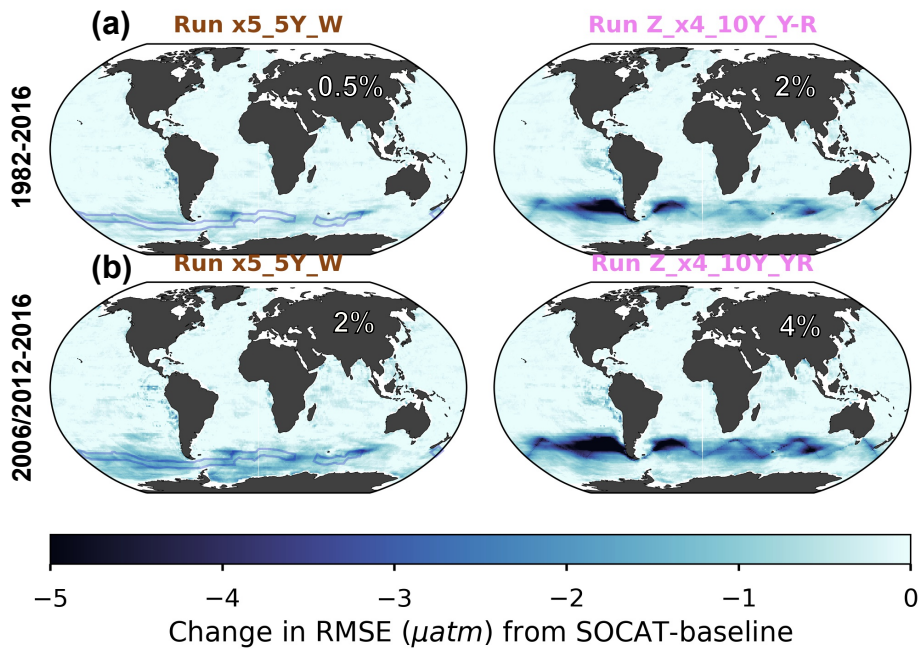 (a)
Run x5_5Y_W
Run Z_x4_10Y_Y-R
1982-2016
0.5%
2%
(b)
Run x5_5Y_W
Run Z_x4_10Y_YR
2006/2012-2016
2%
4%
−5 −4 −3 −2 −1 0
Change in RMSE (μatm) from SOCAT-baseline